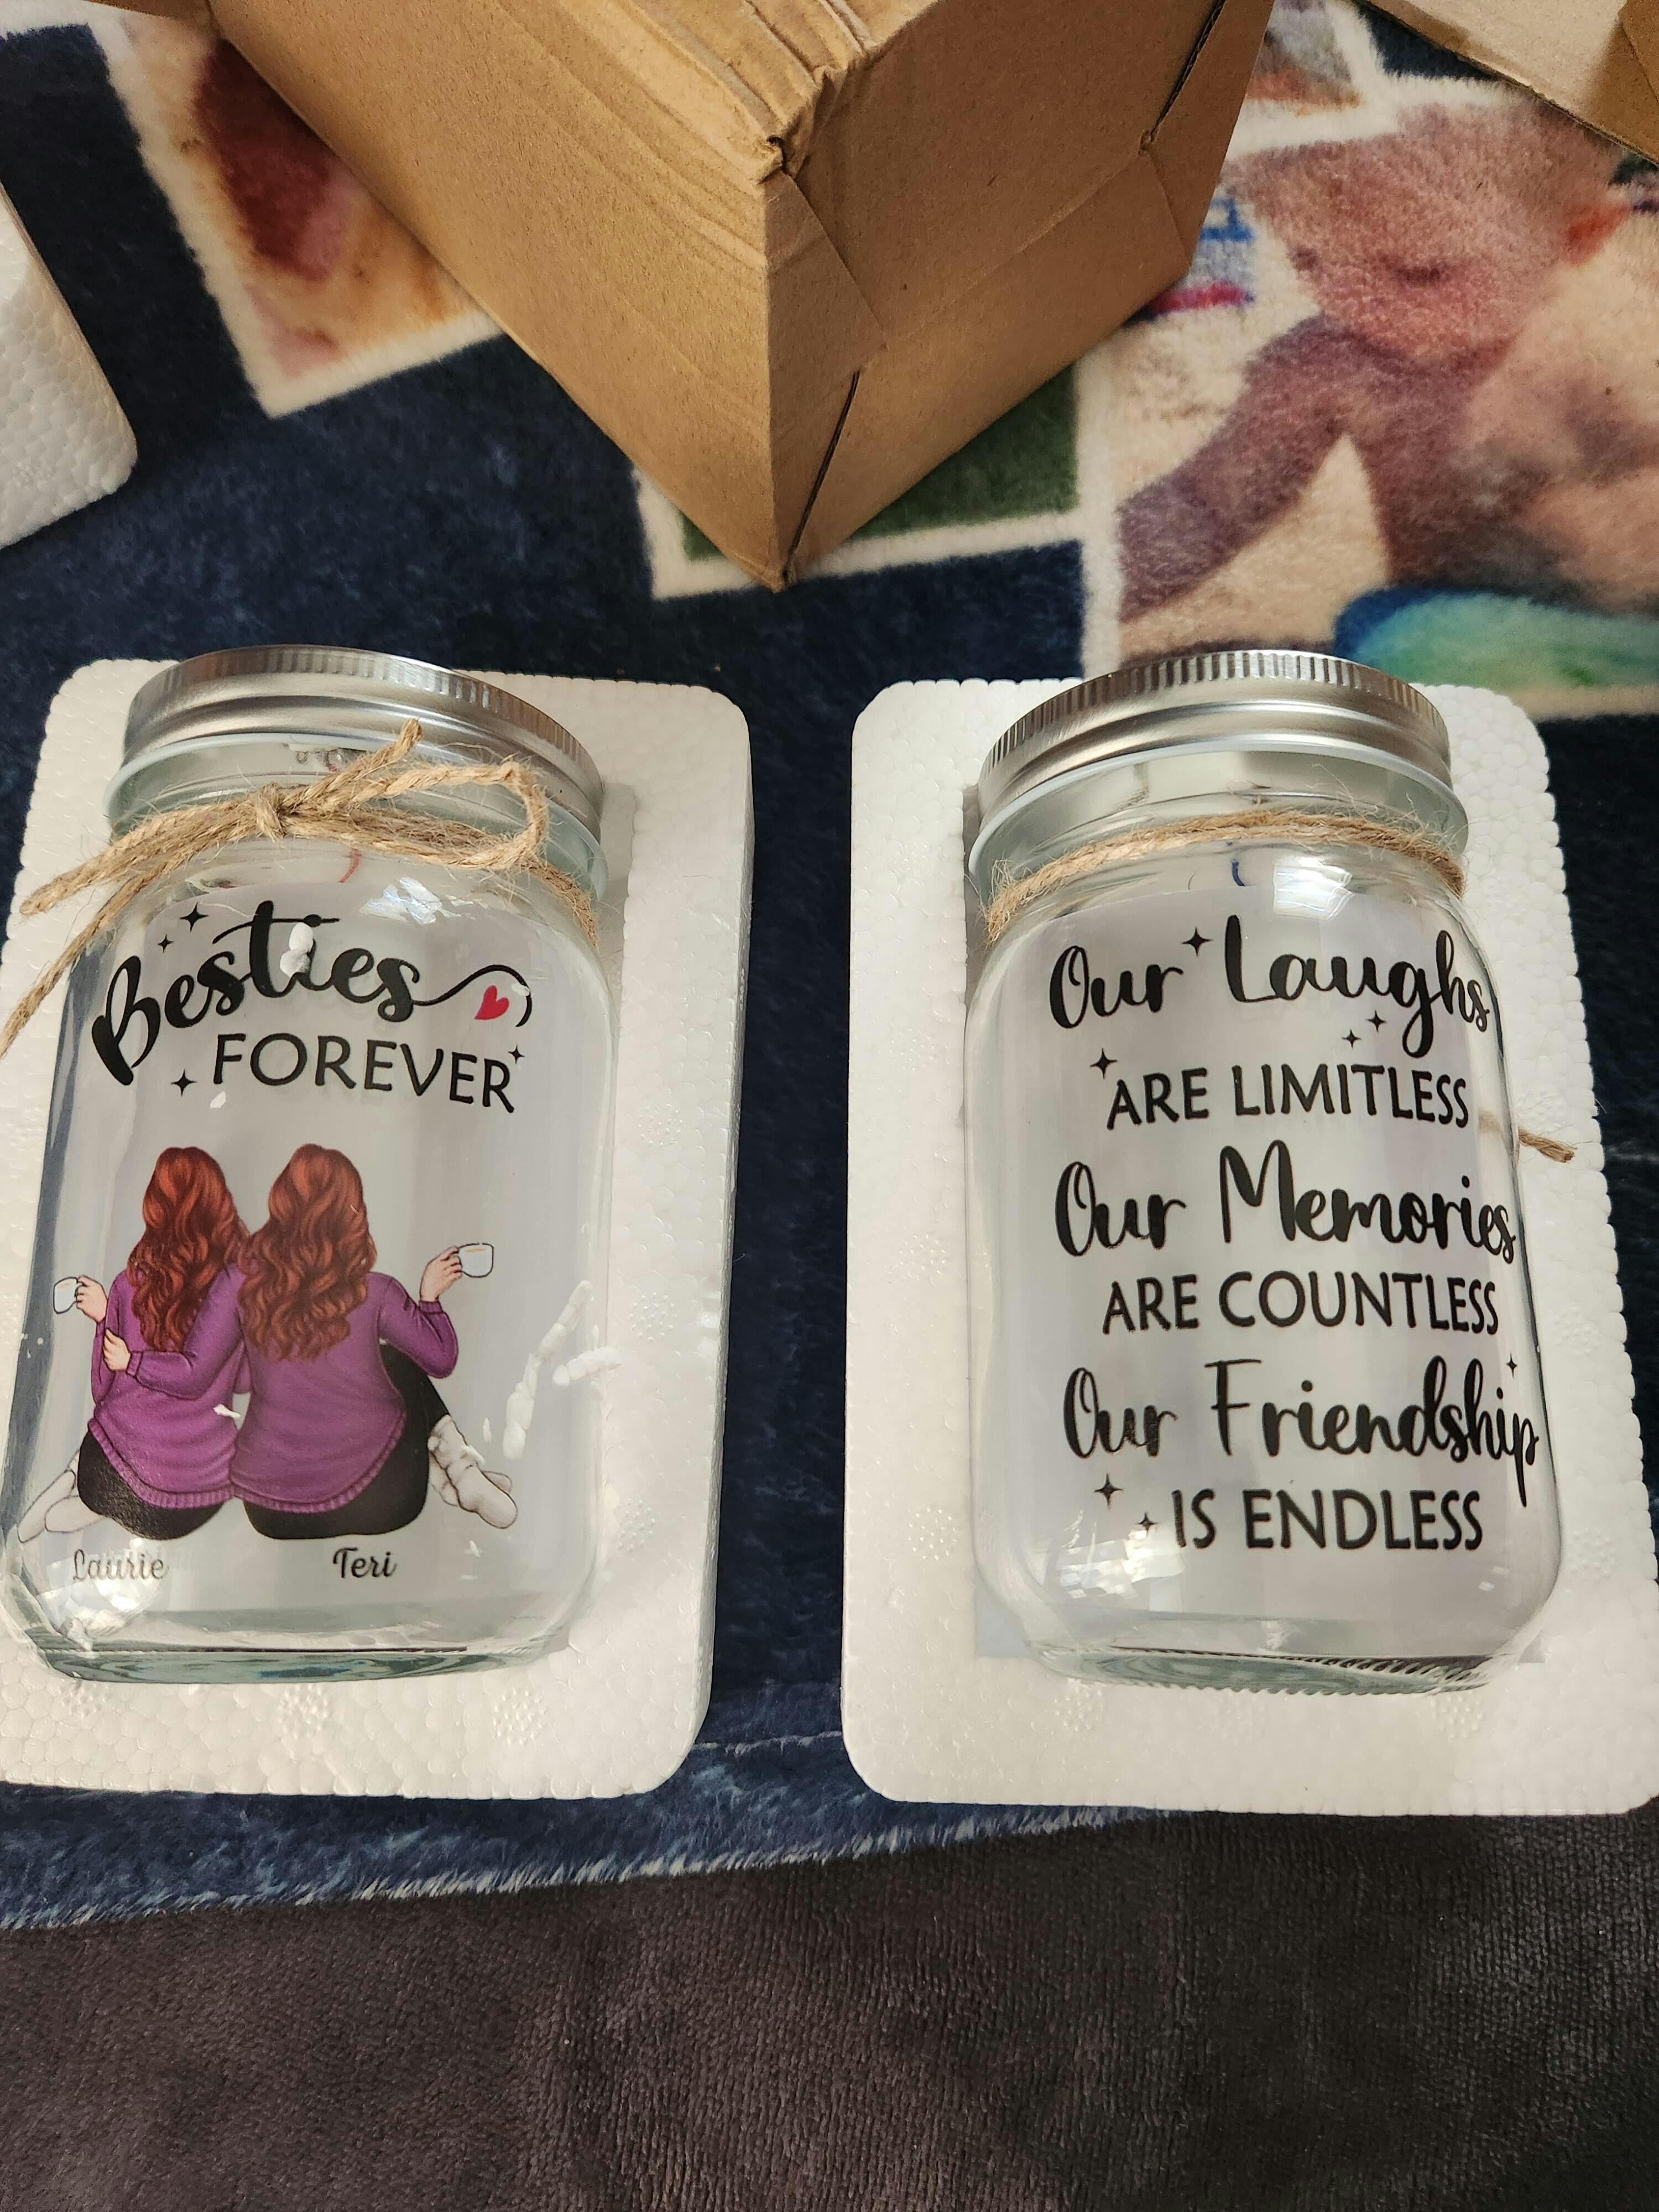 Besties
FOREVER
Laurie
Teri
Our Laughs
ARE LIMITLESS
Our Memories
ARE COUNTLESS
Our Friendship
IS ENDLESS